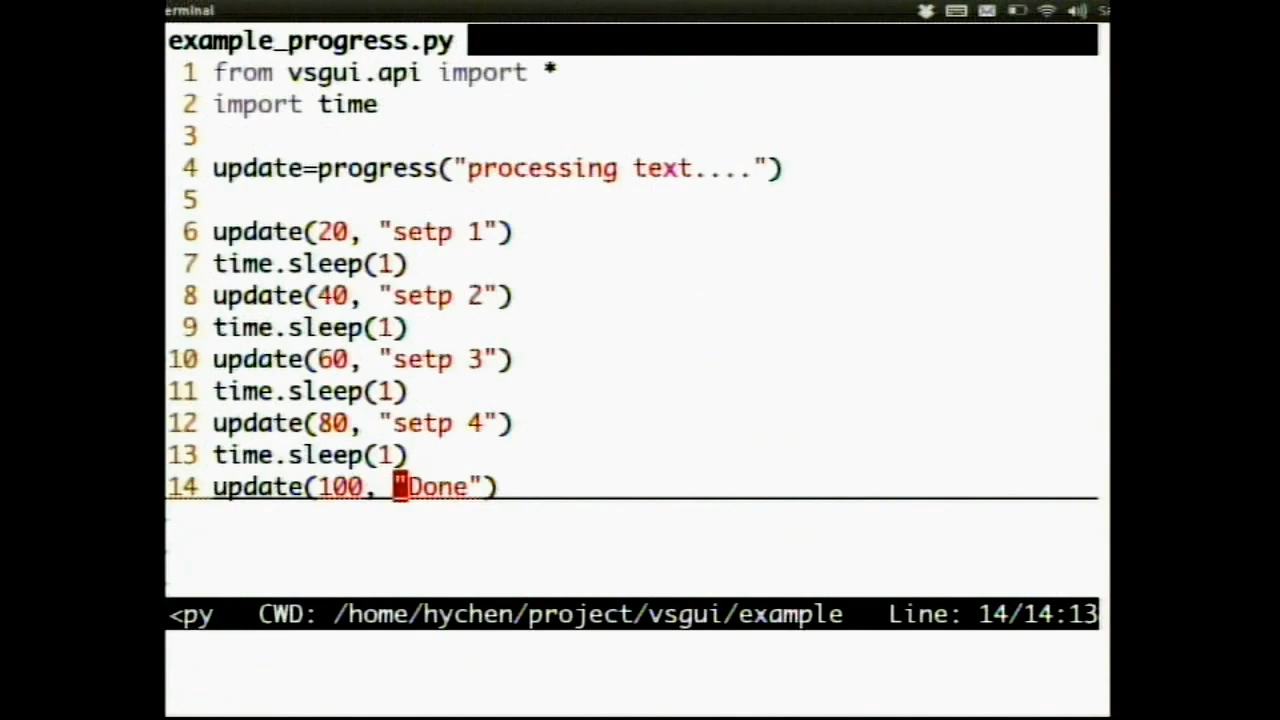 erminal
example_progress.py
1 from vsgui.api import *
2 import time
3
4 update=progress("processing text....")
5
6 update(20, "setp 1")
7 time.sleep(1)
8 update(40, "setp 2")
9 time.sleep(1)
10 update(60, "setp 3")
11 time.sleep(1)
12 update(80, "setp 4")
13 time.sleep(1)
14 update(100, "Done")
<py CWD: /home/hychen/project/vsgui/example Line: 14/14:13